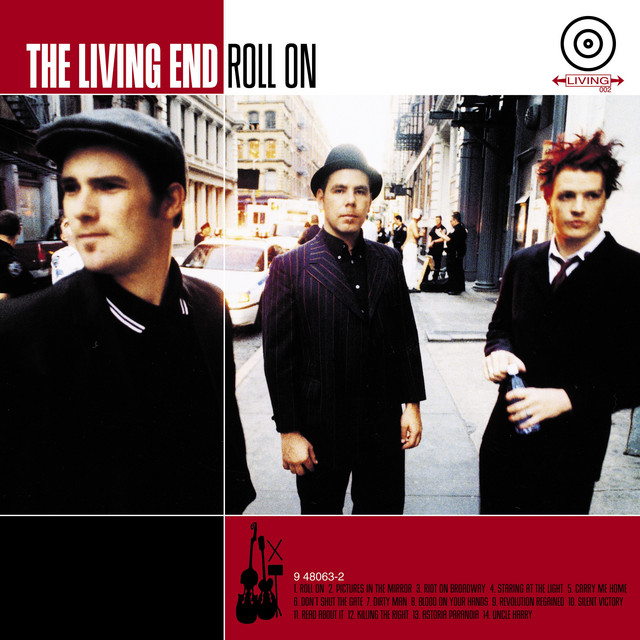 THE LIVING END ROLL ON
LIVING
002
9 48063-2
1. ROLL ON 2. PICTURES IN THE MIRROR 3. RIOT ON BROADWAY 4. STARING AT THE LIGHT 5. CARRY ME HOME
6. DON'T SHUT THE GATE 7. DIRTY MAN 8. BLOOD ON YOUR HANDS 9. REVOLUTION REGAINED 10. SILENT VICTORY
11. READ ABOUT IT 12. KILLING THE RIGHT 13. ASTORIA PARANOIA 14. UNCLE HARRY